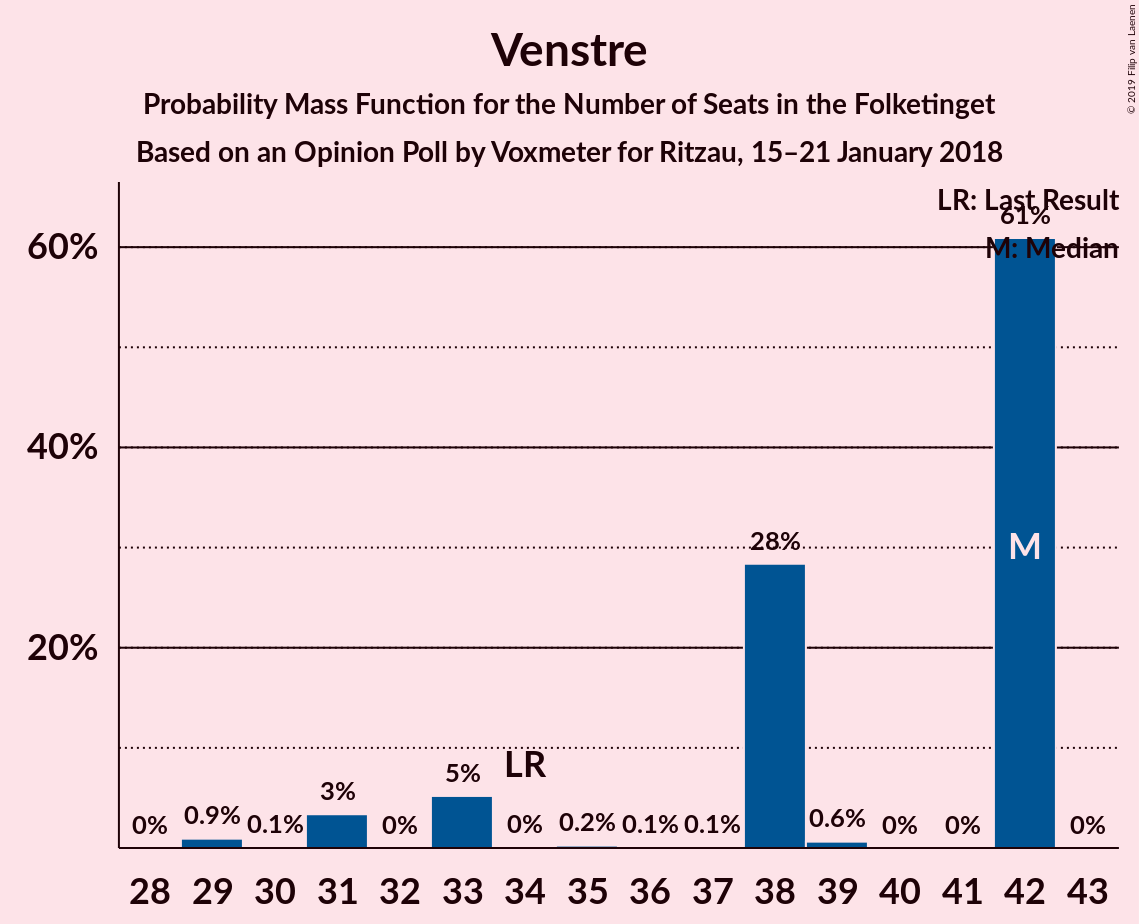 Venstre
Probability Mass Function for the Number of Seats in the Folketinget
Based on an Opinion Poll by Voxmeter for Ritzau, 15–21 January 2018
© 2019 Filip van Laenen
LR: Last Result
M: Median
60%
40%
20%
0% 0.9% 0.1% 3% 0% 5% 0% 0.2% 0.1% 0.1% 28% 0.6% 0% 0% 61% 0%
LR
M
28 29 30 31 32 33 34 35 36 37 38 39 40 41 42 43